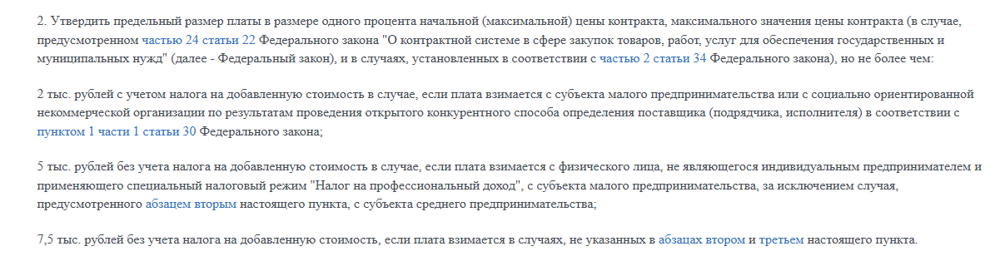 2. Утвердить предельный размер платы в размере одного процента начальной (максимальной) цены контракта, максимального значения цены контракта (в случае,
предусмотренном частью 24 статьи 22 Федерального закона "О контрактной системе в сфере закупок товаров, работ, услуг для обеспечения государственных и
муниципальных нужд" (далее - Федеральный закон), и в случаях, установленных в соответствии с частью 2 статьи 34 Федерального закона), но не более чем:
2 тыс. рублей с учетом налога на добавленную стоимость в случае, если плата взимается с субъекта малого предпринимательства или с социально ориентированной
некоммерческой организации по результатам проведения открытого конкурентного способа определения поставщика (подрядчика, исполнителя) в соответствии с
пунктом 1 части 1 статьи 30 Федерального закона;
5 тыс. рублей без учета налога на добавленную стоимость в случае, если плата взимается с физического лица, не являющегося индивидуальным предпринимателем и
применяющего специальный налоговый режим "Налог на профессиональный доход", с субъекта малого предпринимательства, за исключением случая,
предусмотренного абзацем вторым настоящего пункта, с субъекта среднего предпринимательства;
7,5 тыс. рублей без учета налога на добавленную стоимость, если плата взимается в случаях, не указанных в абзацах втором и третьем настоящего пункта.